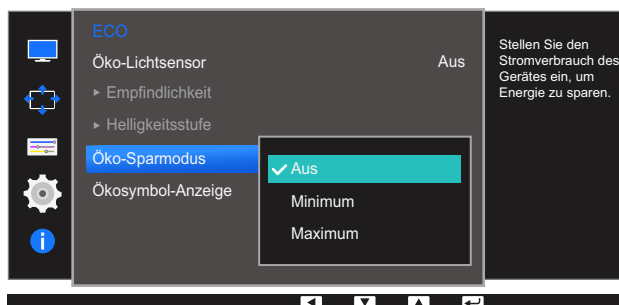 ECO
Öko-Lichtsensor Aus
▸ Empfindlichkeit
▸ Helligkeitsstufe
Öko-Sparmodus
Ökosymbol-Anzeige
Aus
Minimum
Maximum
Stellen Sie den
Stromverbrauch des
Gerätes ein, um
Energie zu sparen.